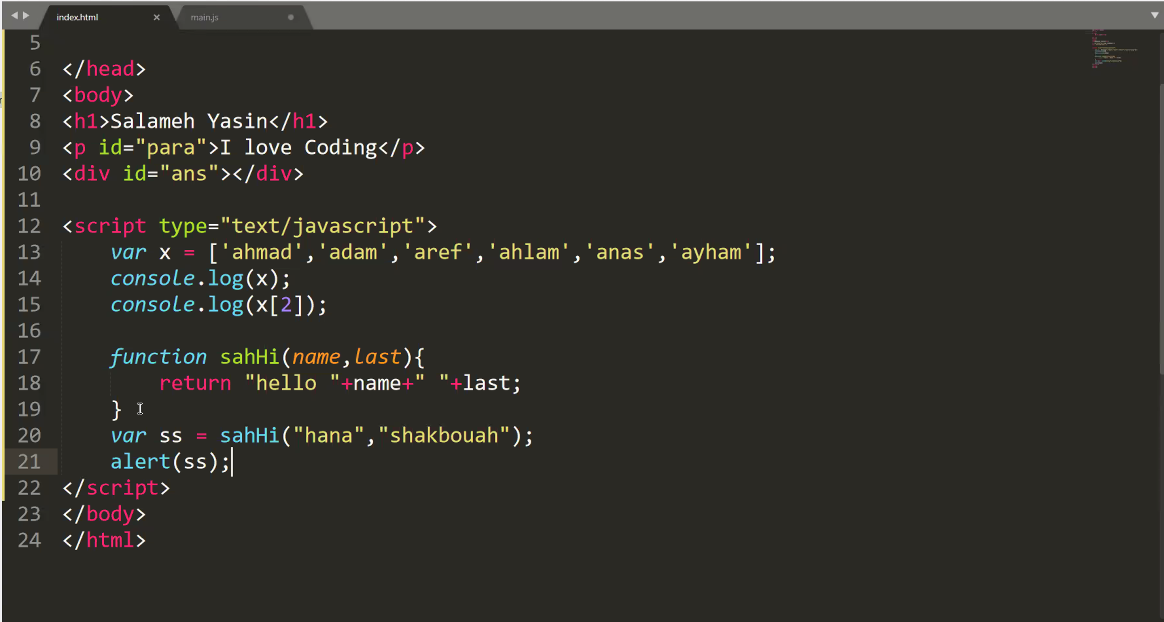 index.html × main.js
5
6 </head>
7 <body>
8 <h1>Salameh Yasin</h1>
9 <p id="para">I love Coding</p>
10 <div id="ans"></div>
11
12 <script type="text/javascript">
13 var x = ['ahmad','adam','aref','ahlam','anas','ayham'];
14 console.log(x);
15 console.log(x[2]);
16
17 function sahHi(name,last){
18 return "hello "+name+" "+last;
19 }
20 var ss = sahHi("hana","shakbouah");
21 alert(ss);
22 </script>
23 </body>
24 </html>